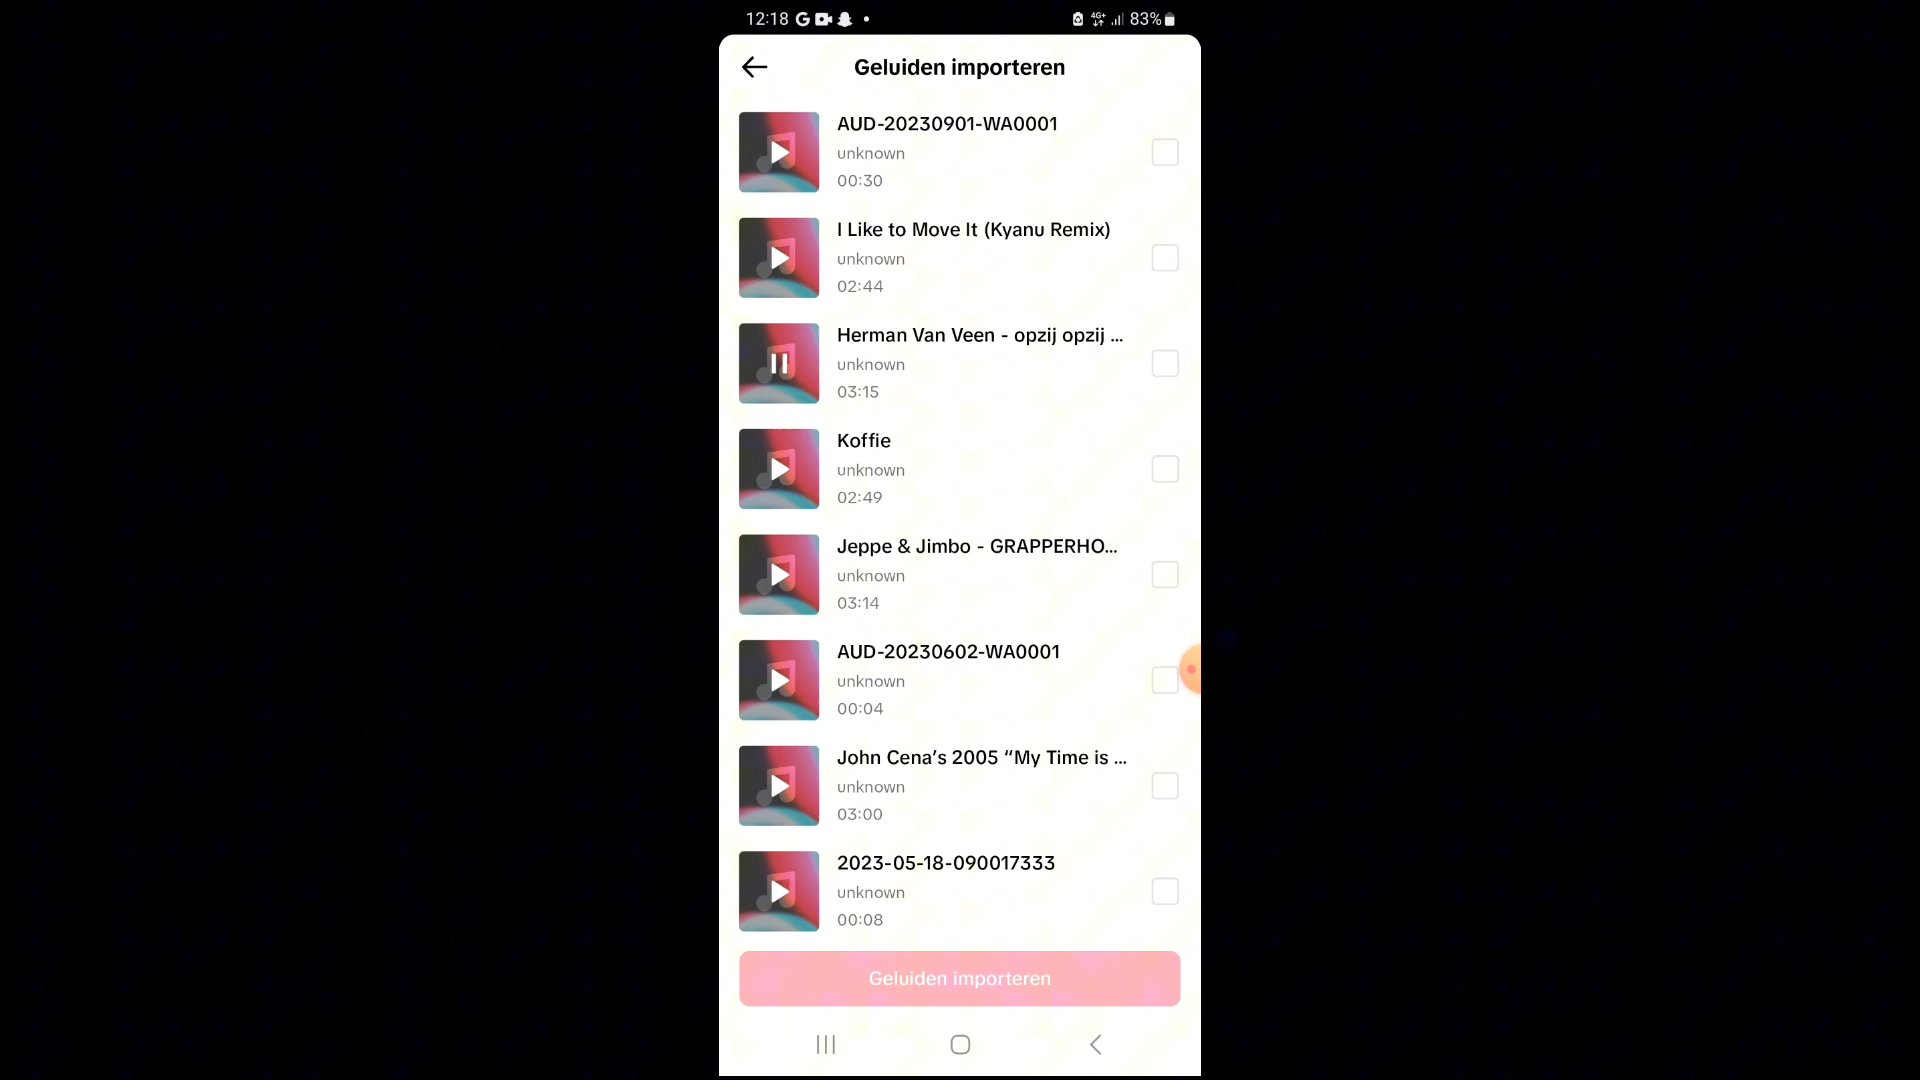 12:18 G 4G+ 83%
Geluiden importeren
AUD-20230901-WA0001
unknown
00:30
I Like to Move It (Kyanu Remix)
unknown
02:44
Herman Van Veen - opzij opzij ...
unknown
03:15
Koffie
unknown
02:49
Jeppe & Jimbo - GRAPPERHO...
unknown
03:14
AUD-20230602-WA0001
unknown
00:04
John Cena’s 2005 “My Time is ...
unknown
03:00
2023-05-18-090017333
unknown
00:08
Geluiden importeren